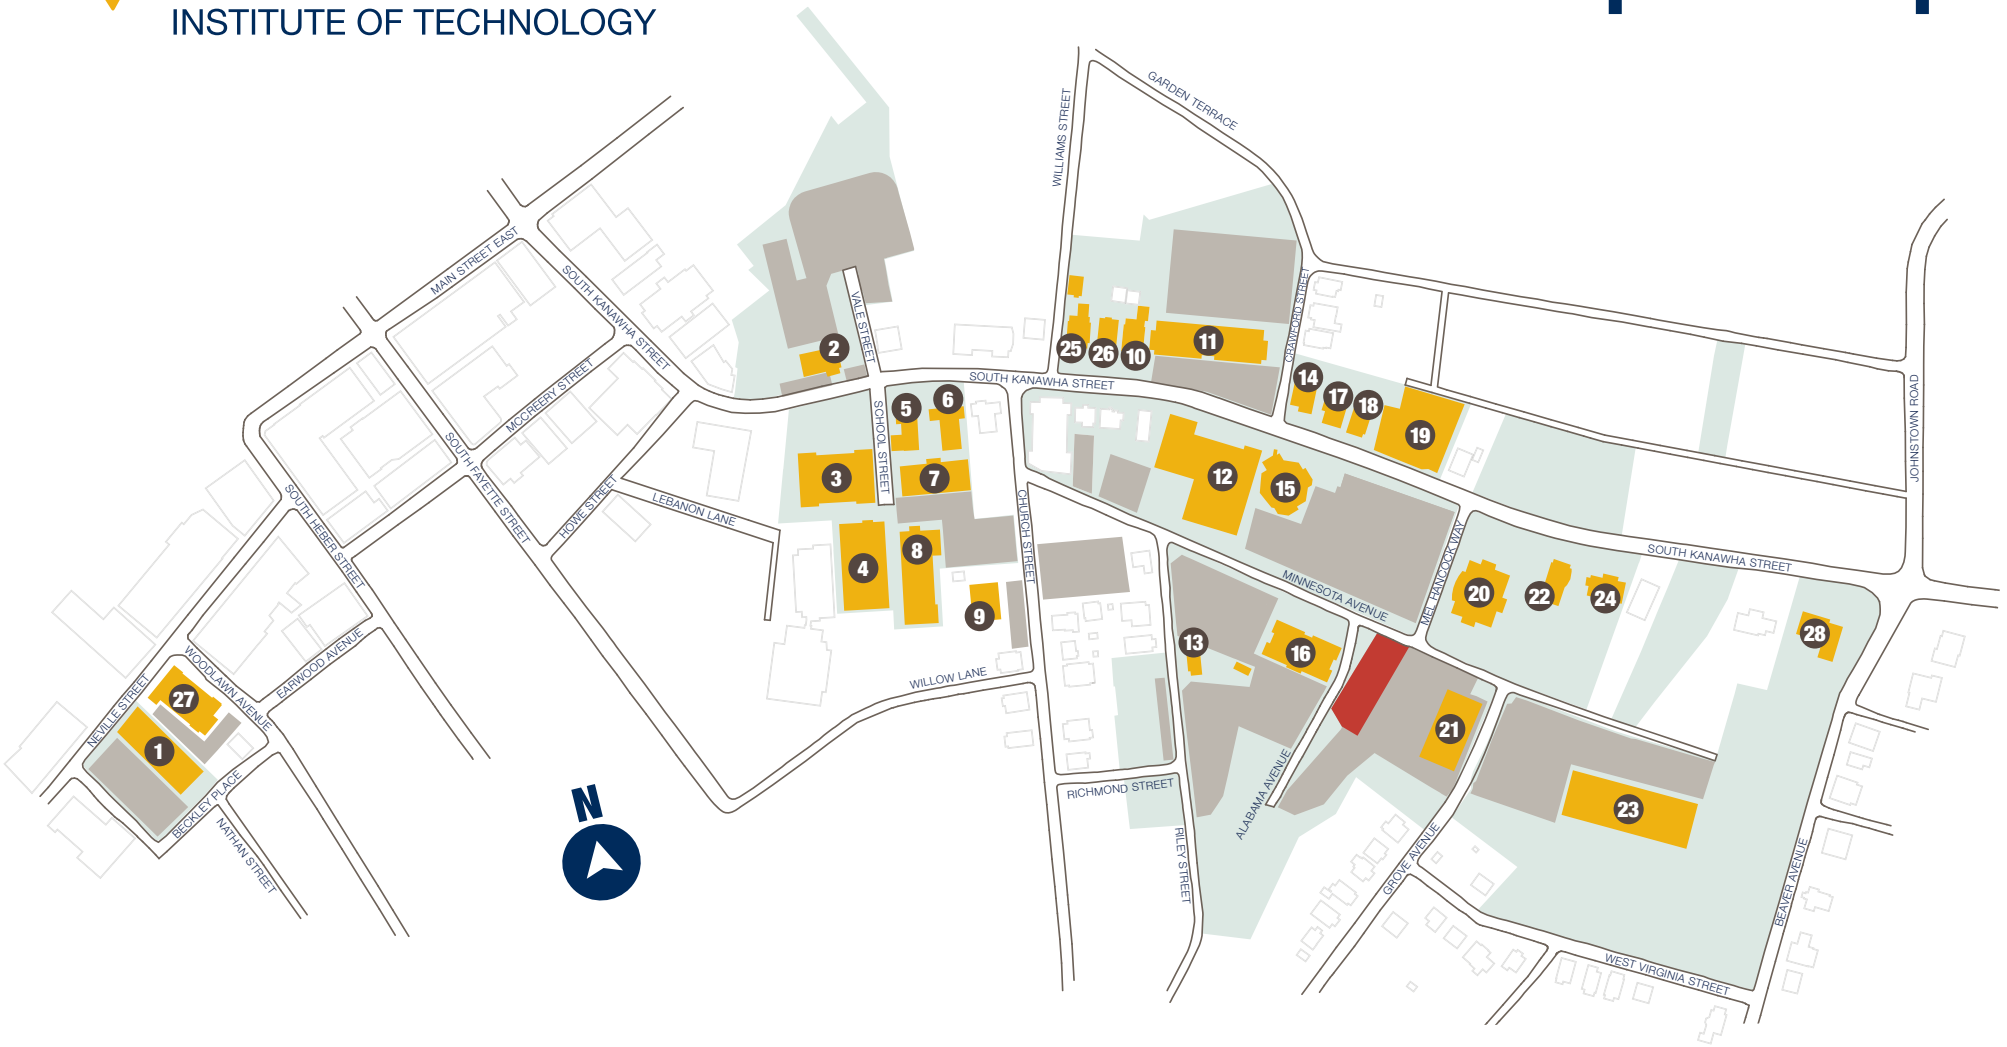 INSTITUTE OF TECHNOLOGY
GARDEN TERRACE
WILLIAMS STREET
MAIN STREET EAST
SOUTH KANAWHA STREET
VALE STREET
CRAWFORD STREET
2
25
26
10
11
14
17
18
19
SOUTH KANAWHA STREET
MCCREERY STREET
JOHNSTOWN ROAD
5
6
SCHOOL STREET
3
7
12
15
SOUTH FAYETTE STREET
SOUTH HEBER STREET
HOWE STREET
LEBANON LANE
CHURCH STREET
4
8
9
MINNESOTA AVENUE
MEL HANCOCK WAY
SOUTH KANAWHA STREET
20
22
24
28
13
16
WOODLAWN AVENUE
EARWOOD AVENUE
WILLOW LANE
27
NEVILLE STREET
1
21
BECKLEY PLACE
NATHAN STREET
N
RICHMOND STREET
ALABAMA AVENUE
23
RILEY STREET
GROVE AVENUE
BEAVER AVENUE
WEST VIRGINIA STREET